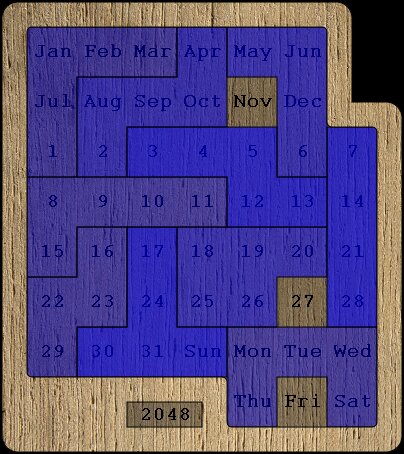 Jan Feb Mar Apr May Jun
Jul Aug Sep Oct Nov Dec
1 2 3 4 5 6 7
8 9 10 11 12 13 14
15 16 17 18 19 20 21
22 23 24 25 26 27 28
29 30 31 Sun Mon Tue Wed
Thu Fri Sat
2048